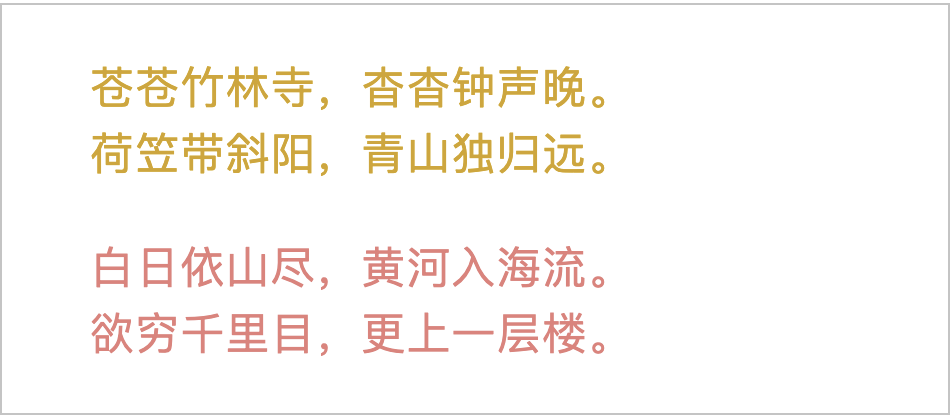 苍苍竹林寺，杳杳钟声晚。
荷笠带斜阳，青山独归远。
白日依山尽，黄河入海流。
欲穷千里目，更上一层楼。